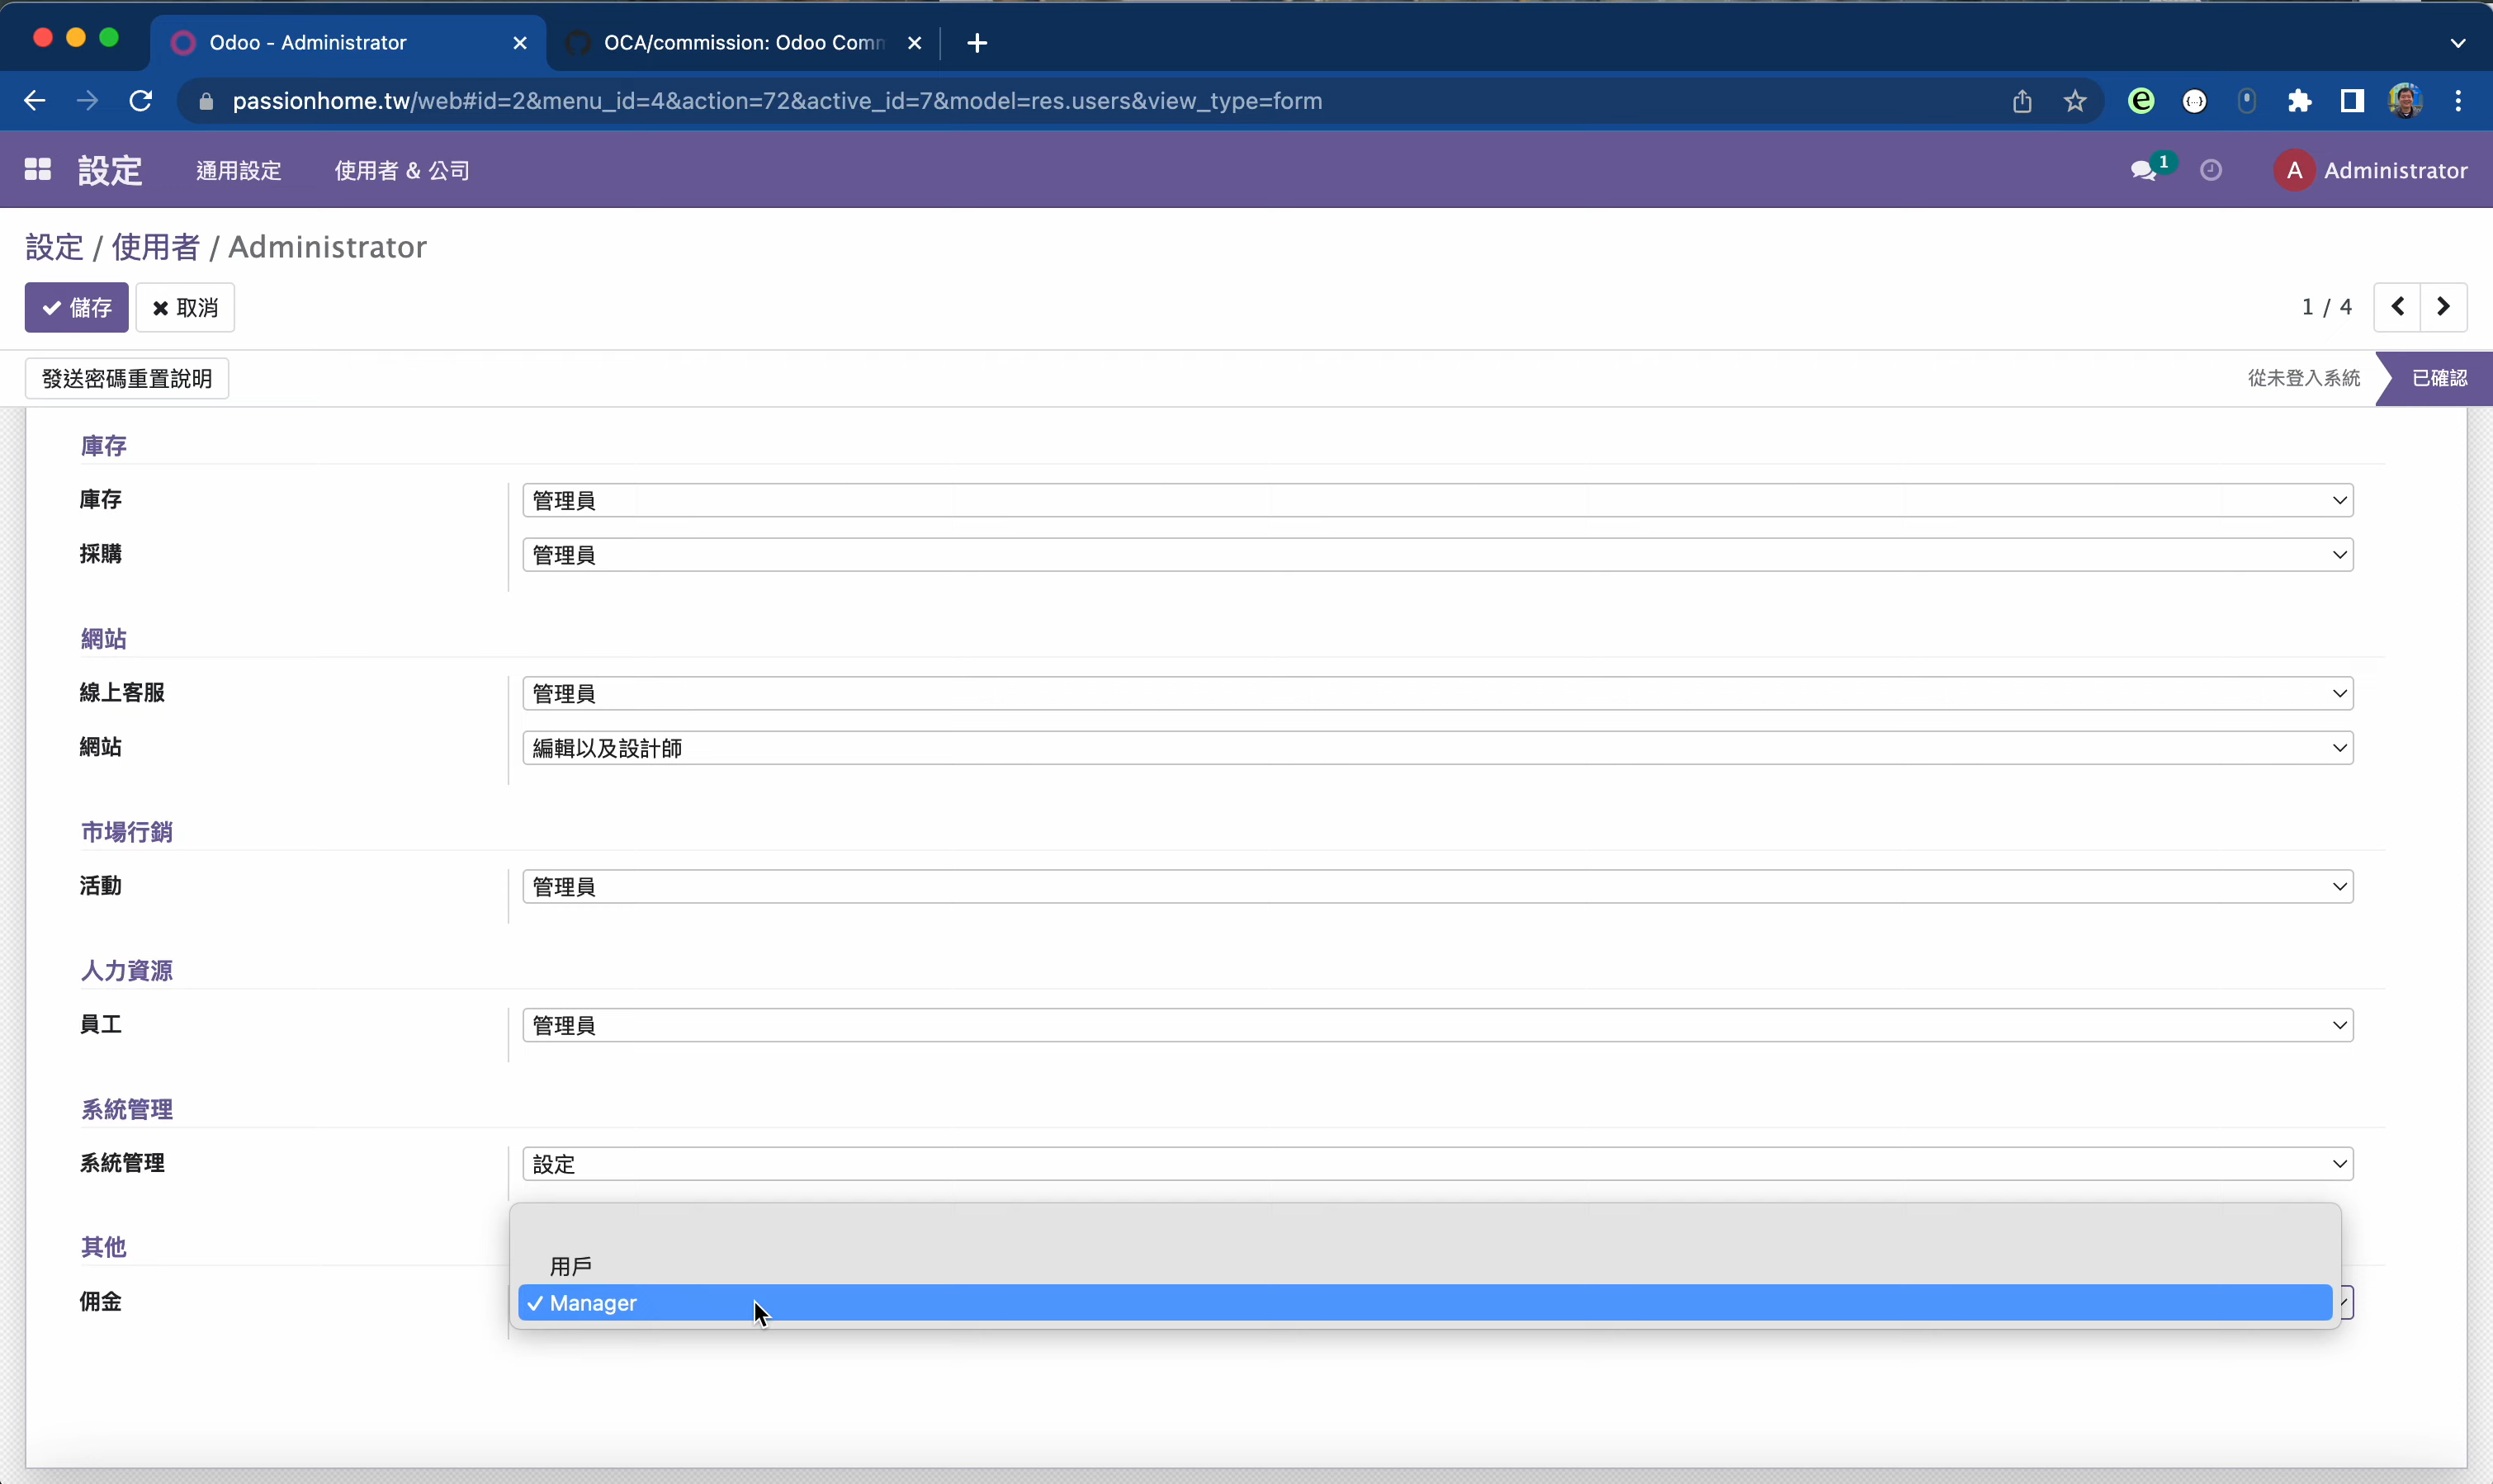 Odoo - Administrator
OCA/commission: Odoo Comm
passionhome.tw/web#id=2&menu_id=4&action=72&active_id=7&model=res.users&view_type=form
設定 通用設定 使用者 & 公司 1 A Administrator
設定 / 使用者 / Administrator
儲存 取消 1 / 4
發送密碼重置說明 從未登入系統 已確認
庫存
庫存 管理員
採購 管理員
網站
線上客服 管理員
網站 編輯以及設計師
市場行銷
活動 管理員
人力資源
員工 管理員
系統管理
系統管理 設定
其他
用戶
佣金 Manager